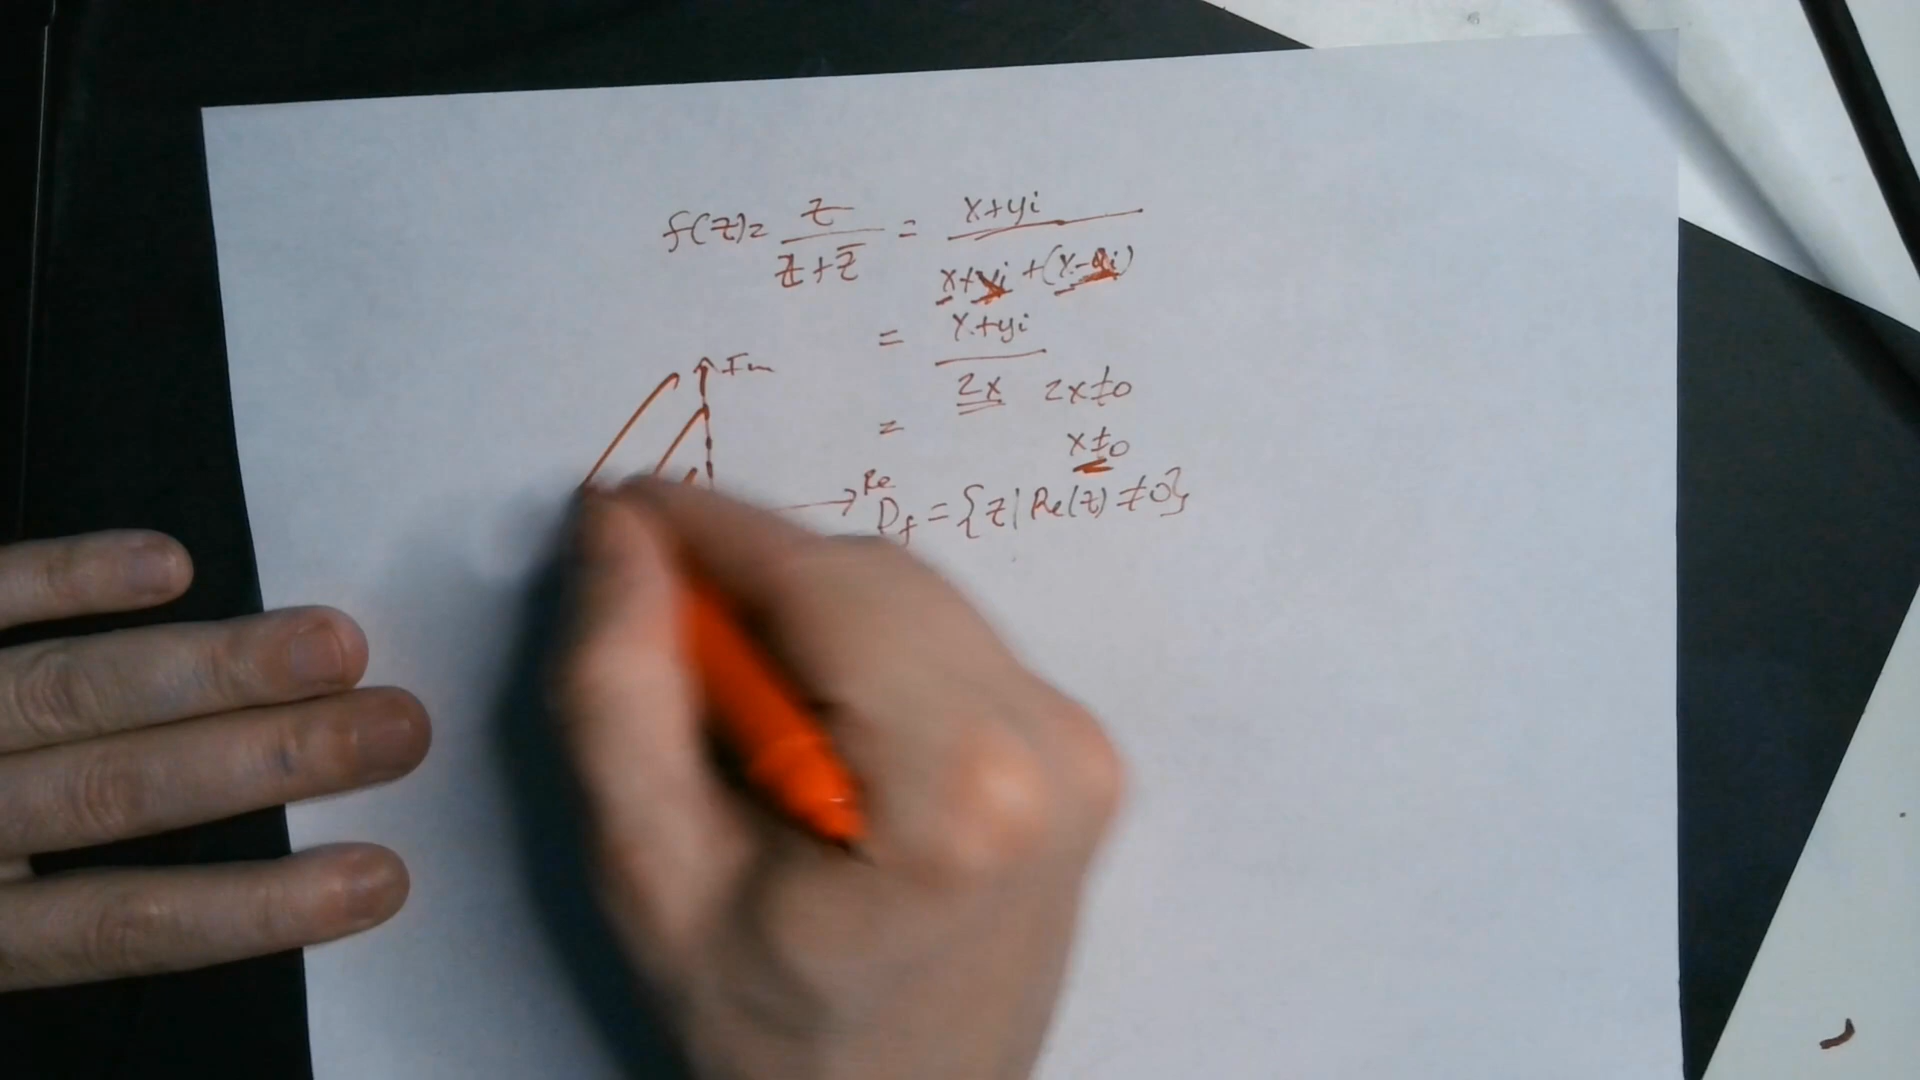 f(z) = z / (z + z̄) = (x+yi) / (x+yi + (x-yi))
= (x+yi) / 2x   2x ≠ 0
=   x ≠ 0
Im
Re
D_f = {z | Re(z) ≠ 0}